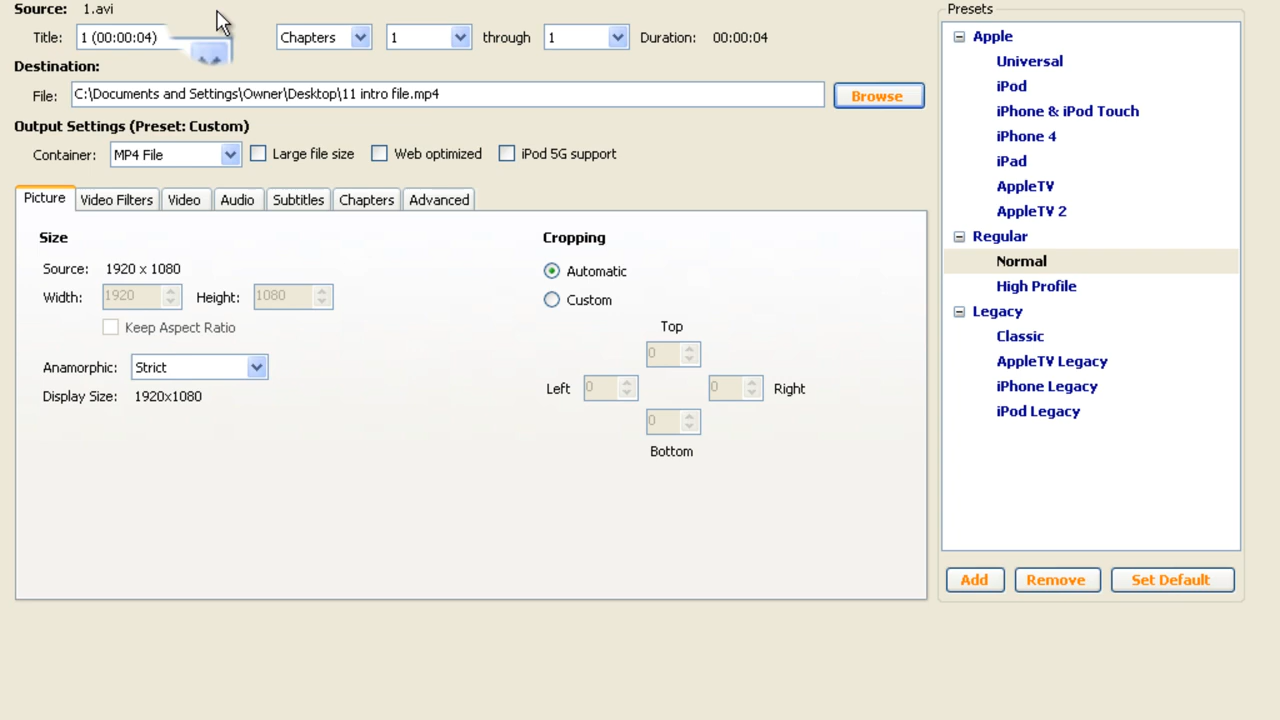 Source: 1.avi
Title: 1 (00:00:04) Chapters 1 through 1 Duration: 00:00:04
Destination:
File: C:\Documents and Settings\Owner\Desktop\11 intro file.mp4 Browse
Output Settings (Preset: Custom)
Container: MP4 File Large file size Web optimized iPod 5G support
Picture Video Filters Video Audio Subtitles Chapters Advanced
Size
Source: 1920 x 1080
Width: 1920 Height: 1080
Keep Aspect Ratio
Anamorphic: Strict
Display Size: 1920x1080
Cropping
Automatic
Custom
Top
0
Left 0 0 Right
0
Bottom
Presets
Apple
Universal
iPod
iPhone & iPod Touch
iPhone 4
iPad
AppleTV
AppleTV 2
Regular
Normal
High Profile
Legacy
Classic
AppleTV Legacy
iPhone Legacy
iPod Legacy
Add Remove Set Default